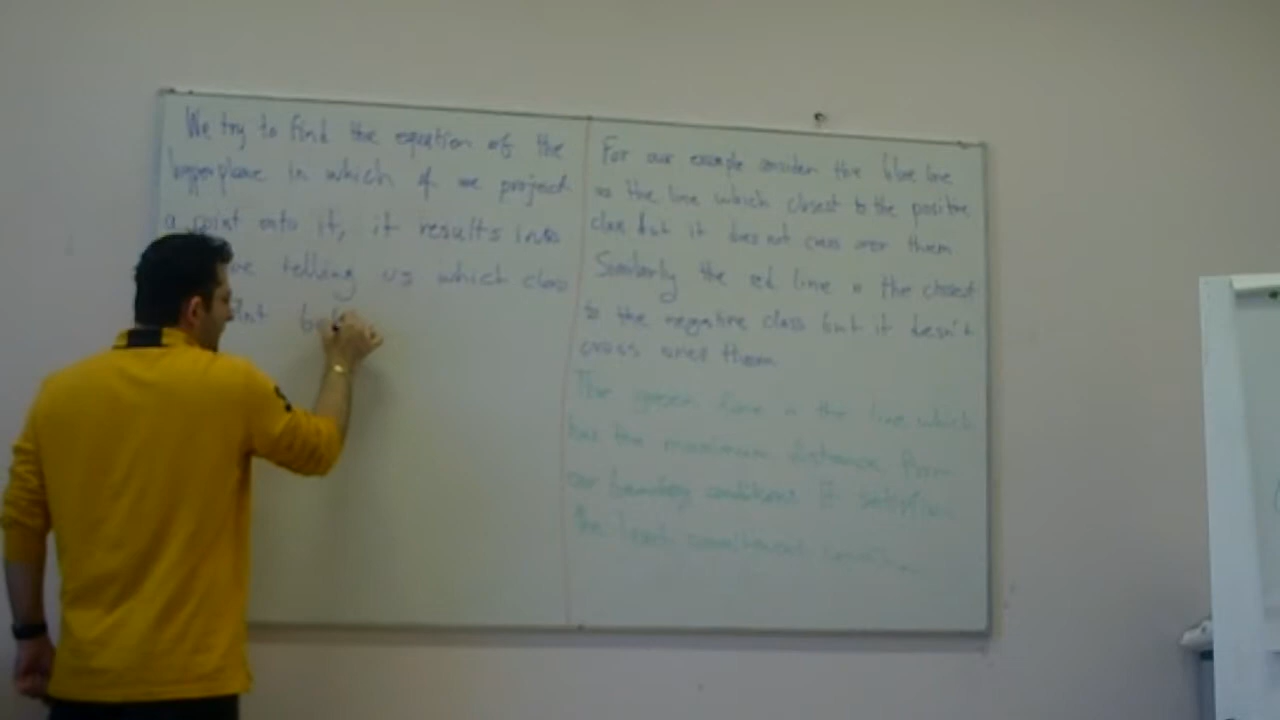 We try to find the equation of the
hyperplane in which if we project
a point onto it, it results into
telling us which class
For our example consider the blue line
as the line which closest to the positive
class but it does not cross over them
Similarly the red line is the closest
to the negative class but it doesn't
cross over them
The green line is the line which
has the maximum distance from
our boundary conditions & satisfies
the